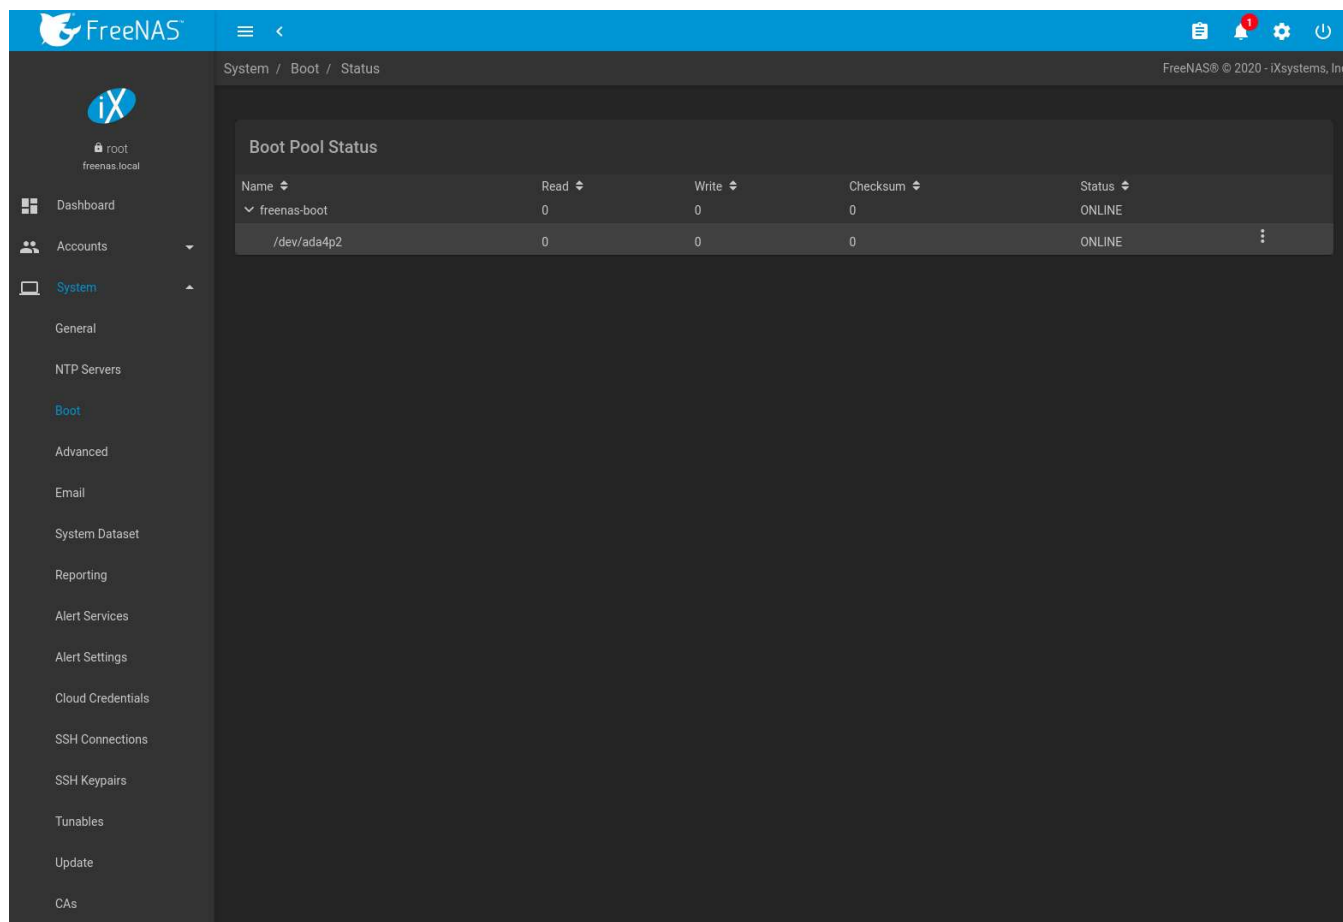 FreeNAS™
1
System / Boot / Status
FreeNAS® © 2020 - iXsystems, Inc
iX
root
freenas.local
Boot Pool Status
Name Read Write Checksum Status
freenas-boot 0 0 0 ONLINE
/dev/ada4p2 0 0 0 ONLINE
Dashboard
Accounts
System
General
NTP Servers
Boot
Advanced
Email
System Dataset
Reporting
Alert Services
Alert Settings
Cloud Credentials
SSH Connections
SSH Keypairs
Tunables
Update
CAs